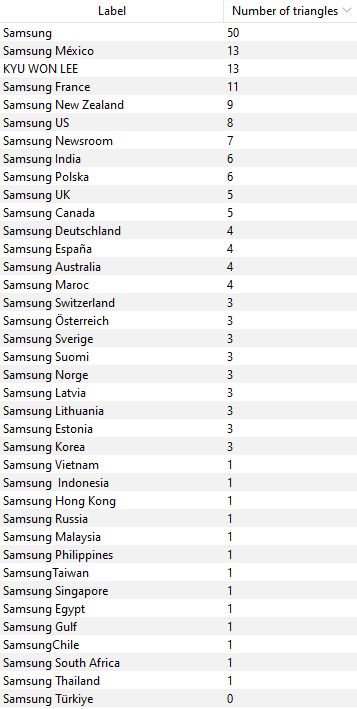 Label Number of triangles
Samsung 50
Samsung México 13
KYU WON LEE 13
Samsung France 11
Samsung New Zealand 9
Samsung US 8
Samsung Newsroom 7
Samsung India 6
Samsung Polska 6
Samsung UK 5
Samsung Canada 5
Samsung Deutschland 4
Samsung España 4
Samsung Australia 4
Samsung Maroc 4
Samsung Switzerland 3
Samsung Österreich 3
Samsung Sverige 3
Samsung Suomi 3
Samsung Norge 3
Samsung Latvia 3
Samsung Lithuania 3
Samsung Estonia 3
Samsung Korea 3
Samsung Vietnam 1
Samsung  Indonesia 1
Samsung Hong Kong 1
Samsung Russia 1
Samsung Malaysia 1
Samsung Philippines 1
SamsungTaiwan 1
Samsung Singapore 1
Samsung Egypt 1
Samsung Gulf 1
SamsungChile 1
Samsung South Africa 1
Samsung Thailand 1
Samsung Türkiye 0